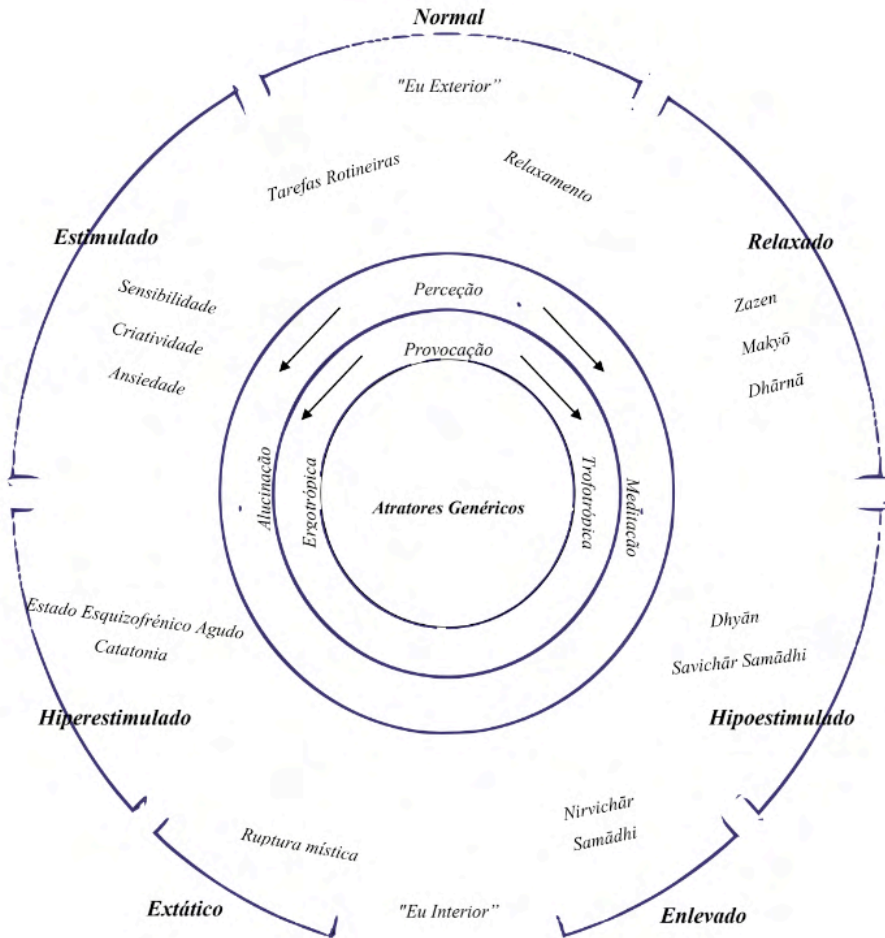 Normal
"Eu Exterior”
Tarefas Rotineiras
Relaxamento
Estimulado
Relaxado
Sensibilidade
Criatividade
Ansiedade
Zazen
Makyō
Dhārnā
Perceção
Provocação
Alucinação
Ergotrópica
Atratores Genéricos
Trofotrópica
Meditação
Estado Esquizofrénico Agudo
Catatonia
Dhyān
Savichār Samādhi
Hiperestimulado
Hipoestimulado
Ruptura mística
Nirvichār
Samādhi
Extático
"Eu Interior”
Enlevado